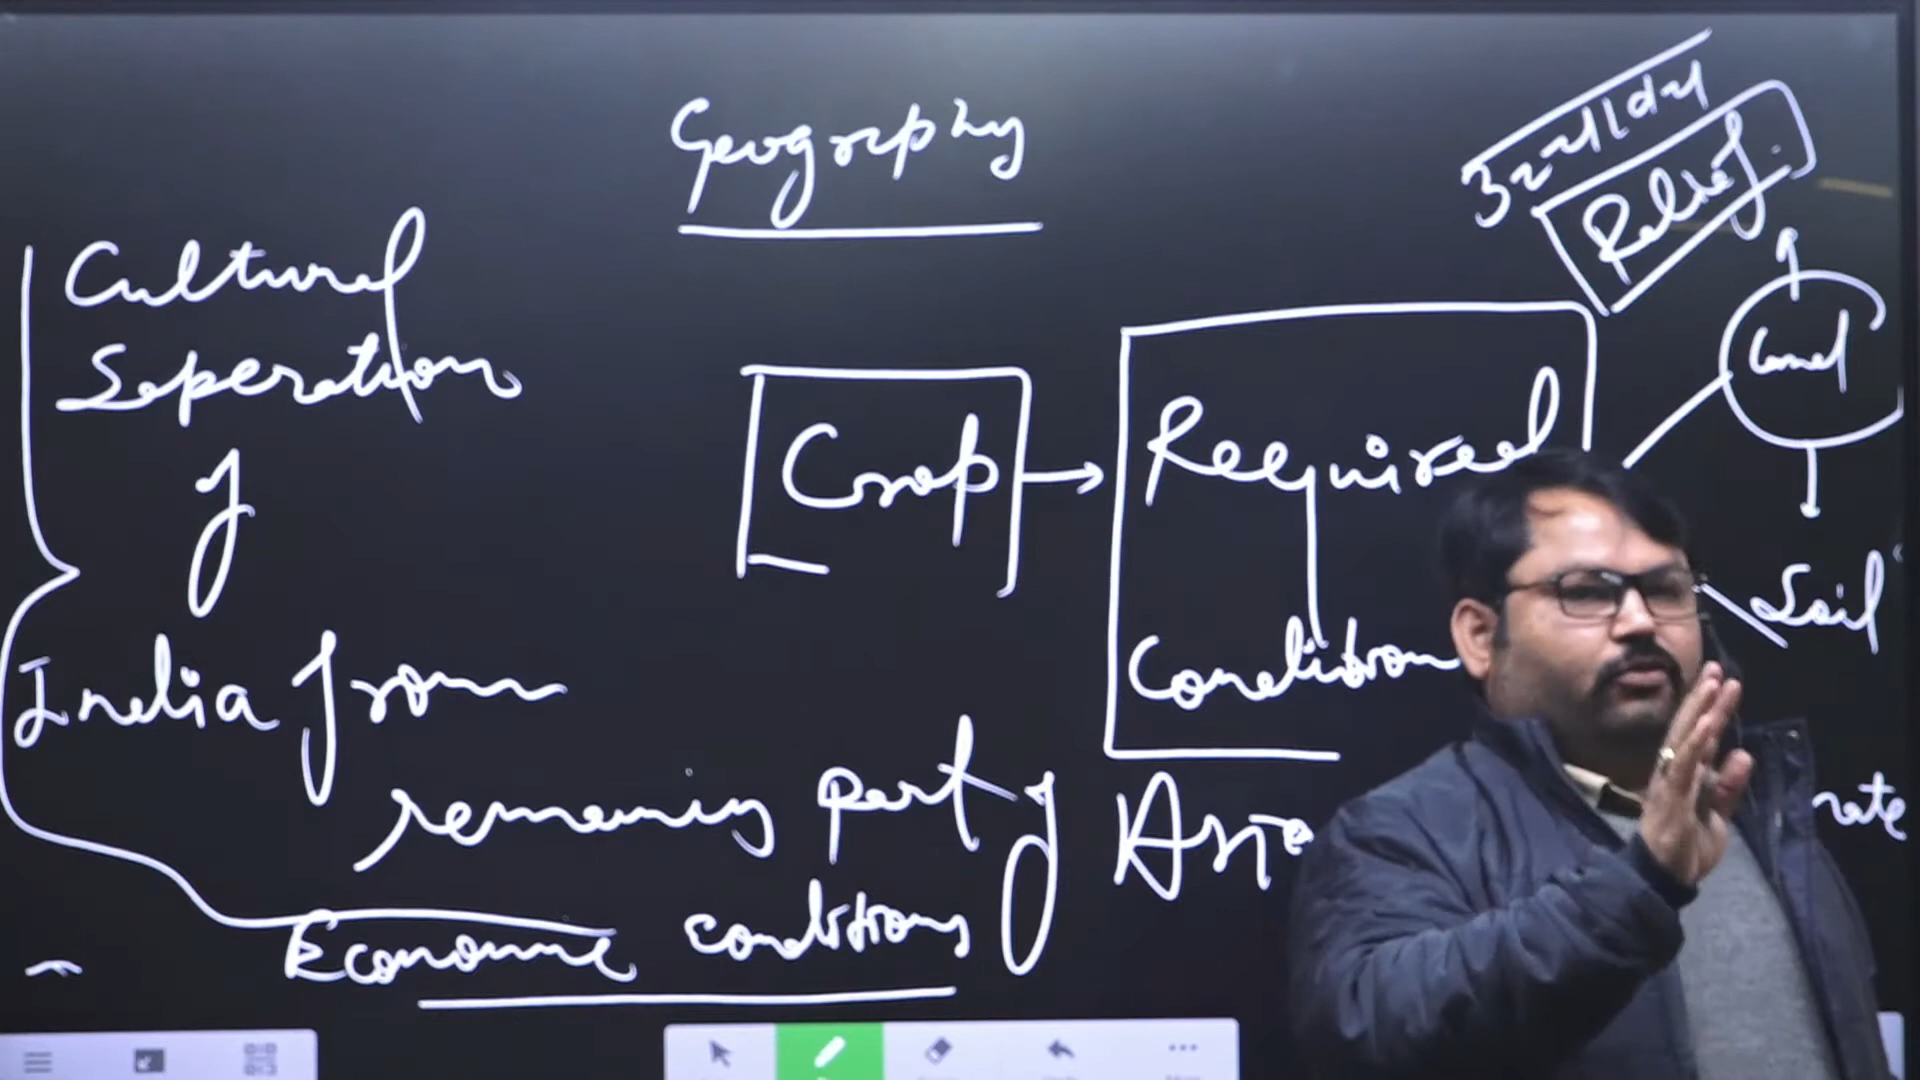 Geography
उच्चावच
Relief
Cultural
Seperation
of
India from
remaining part of Asia
Economic conditions
Crop → Required
Condition
Land
Soil